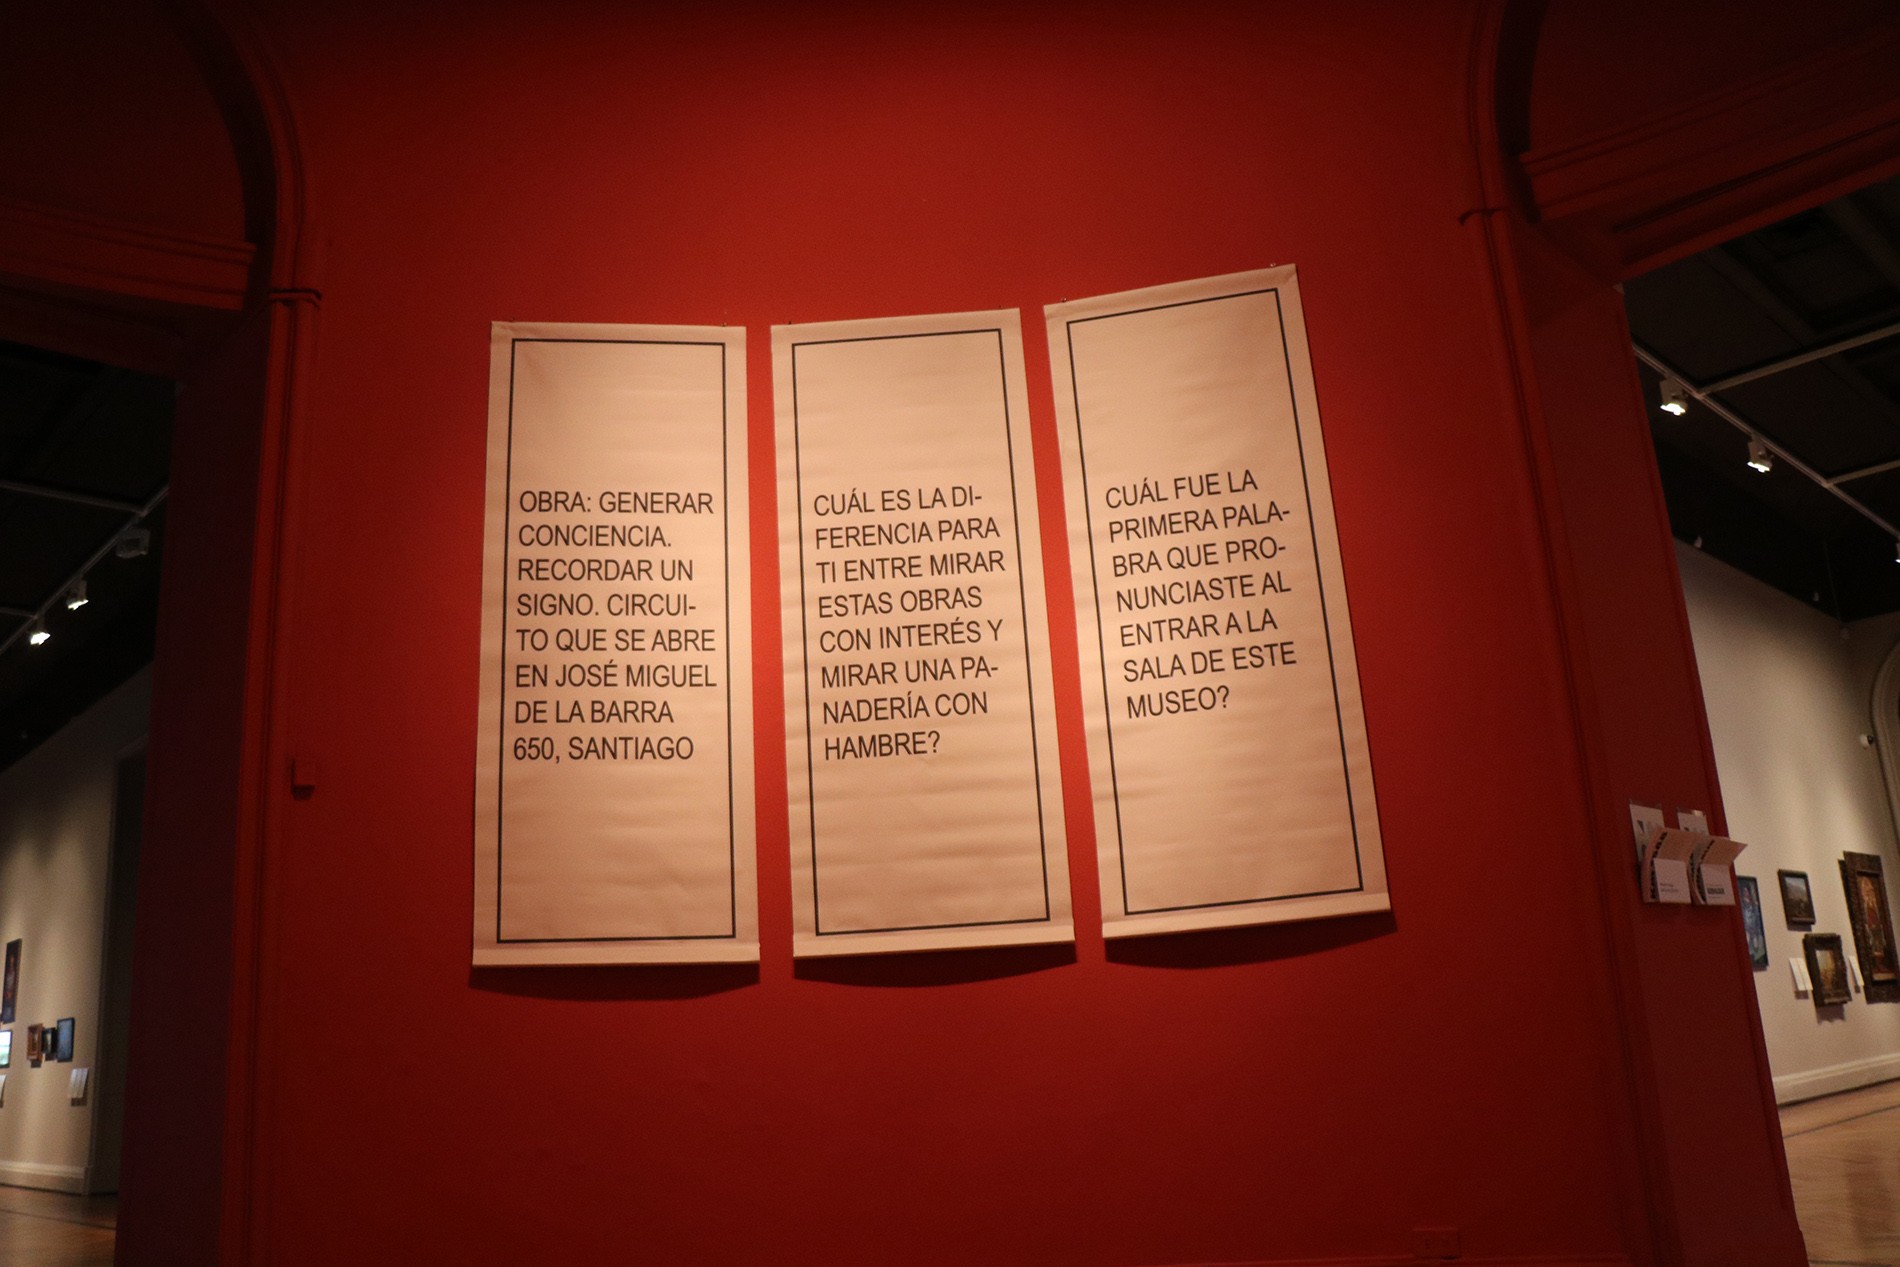 OBRA: GENERAR
CONCIENCIA.
RECORDAR UN
SIGNO. CIRCUI-
TO QUE SE ABRE
EN JOSÉ MIGUEL
DE LA BARRA
650, SANTIAGO
CUÁL ES LA DI-
FERENCIA PARA
TI ENTRE MIRAR
ESTAS OBRAS
CON INTERÉS Y
MIRAR UNA PA-
NADERÍA CON
HAMBRE?
CUÁL FUE LA
PRIMERA PALA-
BRA QUE PRO-
NUNCIASTE AL
ENTRAR A LA
SALA DE ESTE
MUSEO?